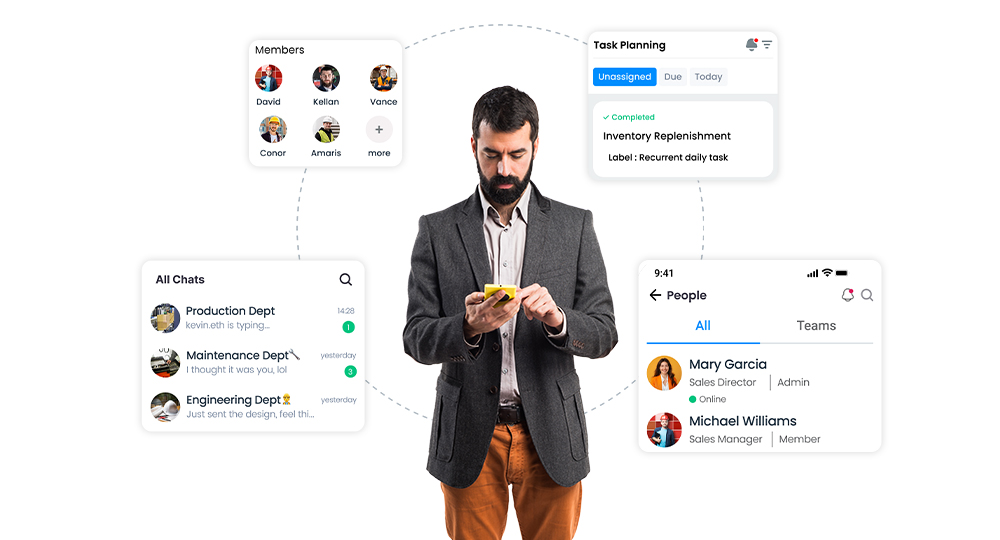 Members
David Kellan Vance
Conor Amaris more
Task Planning
Unassigned Due Today
Completed
Inventory Replenishment
Label : Recurrent daily task
All Chats
Production Dept 14:28
kevin.eth is typing... 1
Maintenance Dept🔧 yesterday
I thought it was you, lol 3
Engineering Dept👷 yesterday
Just sent the design, feel thi...
9:41
People
All Teams
Mary Garcia
Sales Director | Admin
Online
Michael Williams
Sales Manager | Member